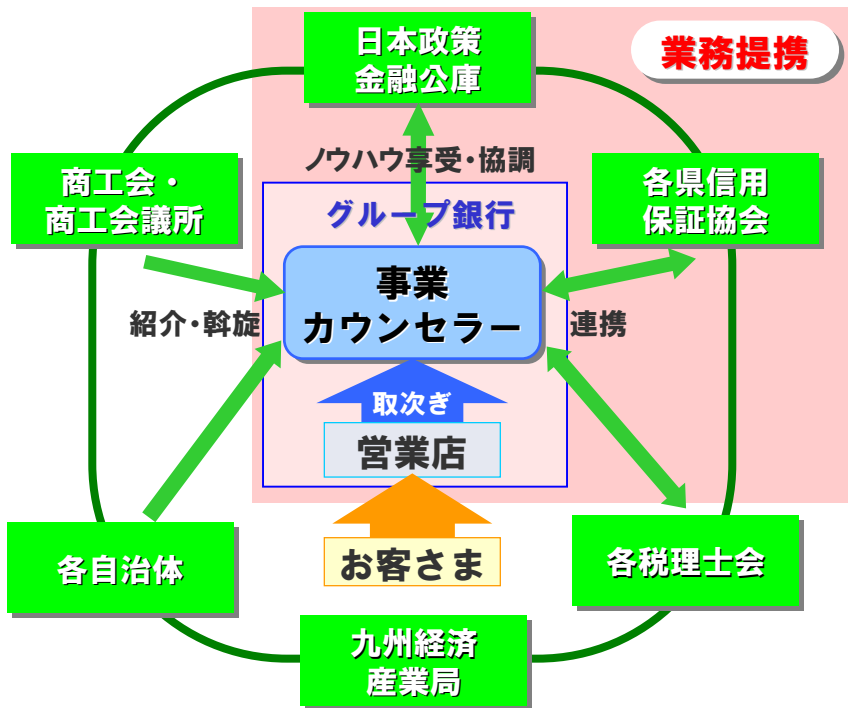 日本政策
金融公庫
業務提携
ノウハウ享受・協調
商工会・
商工会議所
各県信用
保証協会
グループ銀行
事業
カウンセラー
紹介・斡旋
連携
取次ぎ
営業店
お客さま
各自治体
各税理士会
九州経済
産業局